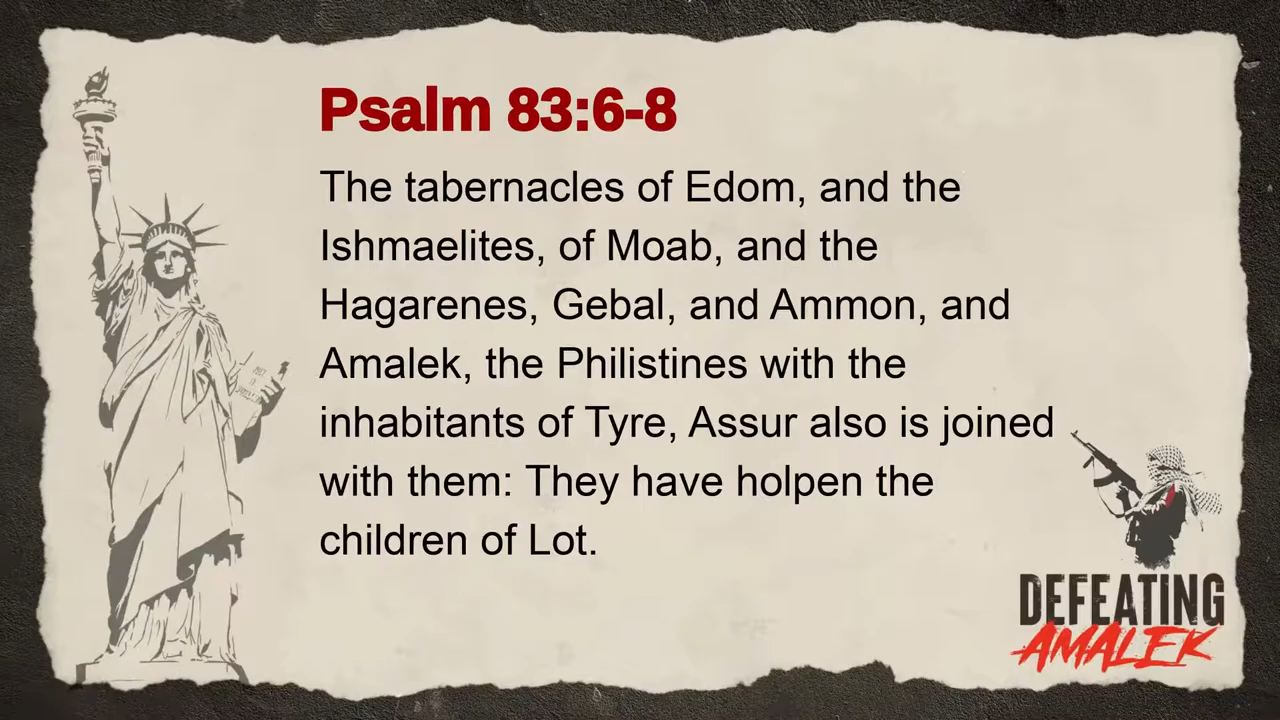 Psalm 83:6-8
The tabernacles of Edom, and the
Ishmaelites, of Moab, and the
Hagarenes, Gebal, and Ammon, and
Amalek, the Philistines with the
inhabitants of Tyre, Assur also is joined
with them: They have holpen the
children of Lot.
DEFEATING
AMALEK